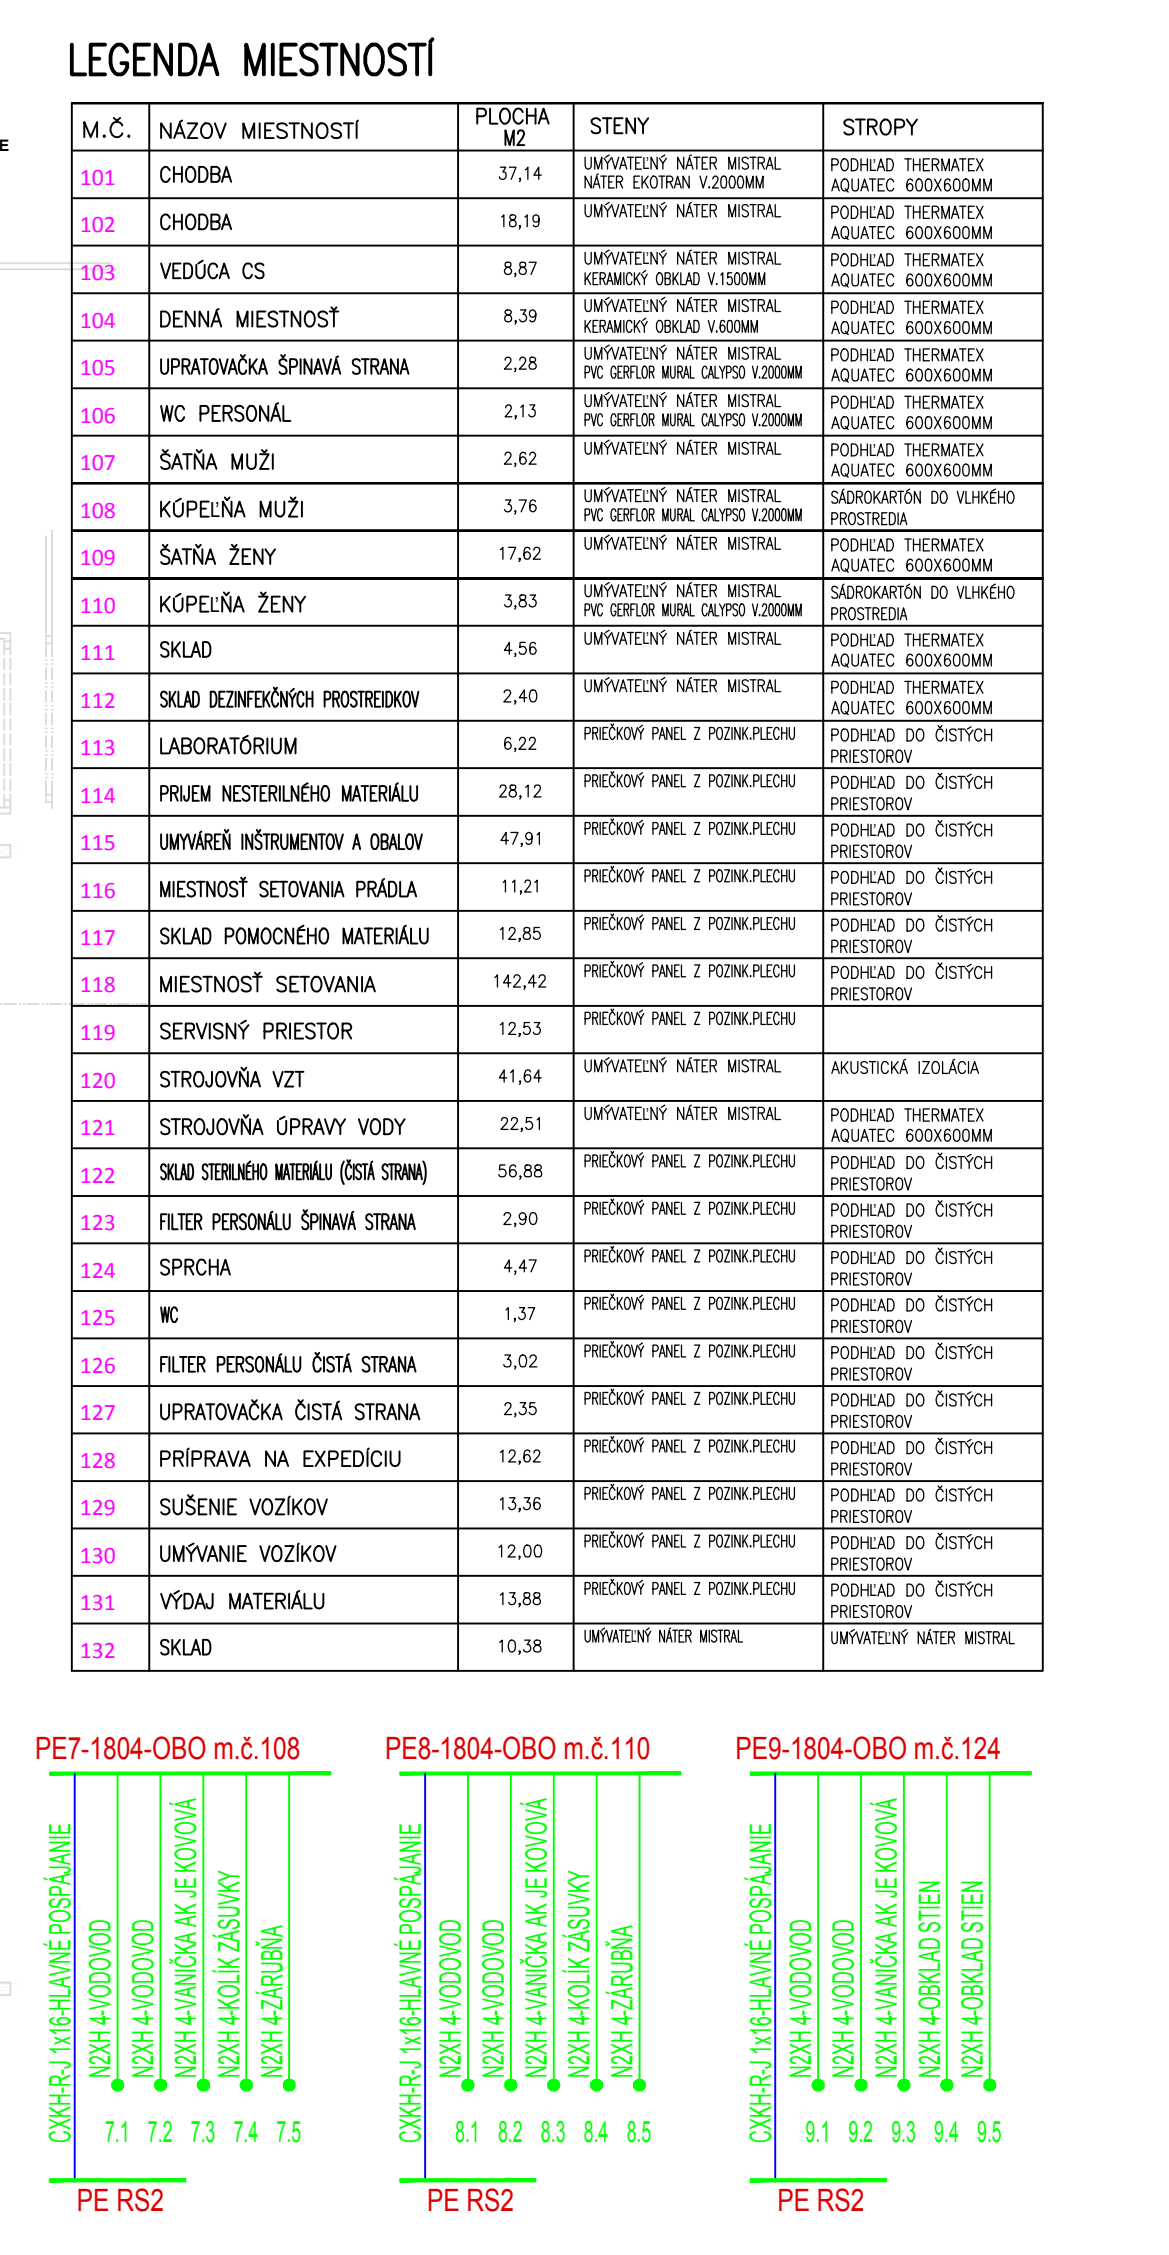 LEGENDA MIESTNOSTÍ
E
M.Č. NÁZOV MIESTNOSTÍ PLOCHA M2 STENY STROPY
101 CHODBA 37,14 UMÝVATEĽNÝ NÁTER MISTRAL PODHĽAD THERMATEX
NÁTER EKOTRAN V.2000MM AQUATEC 600X600MM
102 CHODBA 18,19 UMÝVATEĽNÝ NÁTER MISTRAL PODHĽAD THERMATEX
AQUATEC 600X600MM
103 VEDÚCA CS 8,87 UMÝVATEĽNÝ NÁTER MISTRAL PODHĽAD THERMATEX
KERAMICKÝ OBKLAD V.1500MM AQUATEC 600X600MM
104 DENNÁ MIESTNOSŤ 8,39 UMÝVATEĽNÝ NÁTER MISTRAL PODHĽAD THERMATEX
KERAMICKÝ OBKLAD V.600MM AQUATEC 600X600MM
105 UPRATOVAČKA ŠPINAVÁ STRANA 2,28 UMÝVATEĽNÝ NÁTER MISTRAL PODHĽAD THERMATEX
PVC GERFLOR MURAL CALYPSO V.2000MM AQUATEC 600X600MM
106 WC PERSONÁL 2,13 UMÝVATEĽNÝ NÁTER MISTRAL PODHĽAD THERMATEX
PVC GERFLOR MURAL CALYPSO V.2000MM AQUATEC 600X600MM
107 ŠATŇA MUŽI 2,62 UMÝVATEĽNÝ NÁTER MISTRAL PODHĽAD THERMATEX
AQUATEC 600X600MM
108 KÚPEĽŇA MUŽI 3,76 UMÝVATEĽNÝ NÁTER MISTRAL SÁDROKARTÓN DO VLHKÉHO
PVC GERFLOR MURAL CALYPSO V.2000MM PROSTREDIA
109 ŠATŇA ŽENY 17,62 UMÝVATEĽNÝ NÁTER MISTRAL PODHĽAD THERMATEX
AQUATEC 600X600MM
110 KÚPEĽŇA ŽENY 3,83 UMÝVATEĽNÝ NÁTER MISTRAL SÁDROKARTÓN DO VLHKÉHO
PVC GERFLOR MURAL CALYPSO V.2000MM PROSTREDIA
111 SKLAD 4,56 UMÝVATEĽNÝ NÁTER MISTRAL PODHĽAD THERMATEX
AQUATEC 600X600MM
112 SKLAD DEZINFEKČNÝCH PROSTREIDKOV 2,40 UMÝVATEĽNÝ NÁTER MISTRAL PODHĽAD THERMATEX
AQUATEC 600X600MM
113 LABORATÓRIUM 6,22 PRIEČKOVÝ PANEL Z POZINK.PLECHU PODHĽAD DO ČISTÝCH
PRIESTOROV
114 PRIJEM NESTERILNÉHO MATERIÁLU 28,12 PRIEČKOVÝ PANEL Z POZINK.PLECHU PODHĽAD DO ČISTÝCH
PRIESTOROV
115 UMYVÁREŇ INŠTRUMENTOV A OBALOV 47,91 PRIEČKOVÝ PANEL Z POZINK.PLECHU PODHĽAD DO ČISTÝCH
PRIESTOROV
116 MIESTNOSŤ SETOVANIA PRÁDLA 11,21 PRIEČKOVÝ PANEL Z POZINK.PLECHU PODHĽAD DO ČISTÝCH
PRIESTOROV
117 SKLAD POMOCNÉHO MATERIÁLU 12,85 PRIEČKOVÝ PANEL Z POZINK.PLECHU PODHĽAD DO ČISTÝCH
PRIESTOROV
118 MIESTNOSŤ SETOVANIA 142,42 PRIEČKOVÝ PANEL Z POZINK.PLECHU PODHĽAD DO ČISTÝCH
PRIESTOROV
119 SERVISNÝ PRIESTOR 12,53 PRIEČKOVÝ PANEL Z POZINK.PLECHU
120 STROJOVŇA VZT 41,64 UMÝVATEĽNÝ NÁTER MISTRAL AKUSTICKÁ IZOLÁCIA
121 STROJOVŇA ÚPRAVY VODY 22,51 UMÝVATEĽNÝ NÁTER MISTRAL PODHĽAD THERMATEX
AQUATEC 600X600MM
122 SKLAD STERILNÉHO MATERIÁLU (ČISTÁ STRANA) 56,88 PRIEČKOVÝ PANEL Z POZINK.PLECHU PODHĽAD DO ČISTÝCH
PRIESTOROV
123 FILTER PERSONÁLU ŠPINAVÁ STRANA 2,90 PRIEČKOVÝ PANEL Z POZINK.PLECHU PODHĽAD DO ČISTÝCH
PRIESTOROV
124 SPRCHA 4,47 PRIEČKOVÝ PANEL Z POZINK.PLECHU PODHĽAD DO ČISTÝCH
PRIESTOROV
125 WC 1,37 PRIEČKOVÝ PANEL Z POZINK.PLECHU PODHĽAD DO ČISTÝCH
PRIESTOROV
126 FILTER PERSONÁLU ČISTÁ STRANA 3,02 PRIEČKOVÝ PANEL Z POZINK.PLECHU PODHĽAD DO ČISTÝCH
PRIESTOROV
127 UPRATOVAČKA ČISTÁ STRANA 2,35 PRIEČKOVÝ PANEL Z POZINK.PLECHU PODHĽAD DO ČISTÝCH
PRIESTOROV
128 PRÍPRAVA NA EXPEDÍCIU 12,62 PRIEČKOVÝ PANEL Z POZINK.PLECHU PODHĽAD DO ČISTÝCH
PRIESTOROV
129 SUŠENIE VOZÍKOV 13,36 PRIEČKOVÝ PANEL Z POZINK.PLECHU PODHĽAD DO ČISTÝCH
PRIESTOROV
130 UMÝVANIE VOZÍKOV 12,00 PRIEČKOVÝ PANEL Z POZINK.PLECHU PODHĽAD DO ČISTÝCH
PRIESTOROV
131 VÝDAJ MATERIÁLU 13,88 PRIEČKOVÝ PANEL Z POZINK.PLECHU PODHĽAD DO ČISTÝCH
PRIESTOROV
132 SKLAD 10,38 UMÝVATEĽNÝ NÁTER MISTRAL UMÝVATEĽNÝ NÁTER MISTRAL
PE7-1804-OBO m.č.108
CXKH-R-J 1x16-HLAVNÉ POSPÁJANIE
N2XH 4-VODOVOD
N2XH 4-VODOVOD
N2XH 4-VANIČKA AK JE KOVOVÁ
N2XH 4-KOLÍK ZÁSUVKY
N2XH 4-ZÁRUBŇA
7.1 7.2 7.3 7.4 7.5
PE RS2
PE8-1804-OBO m.č.110
CXKH-R-J 1x16-HLAVNÉ POSPÁJANIE
N2XH 4-VODOVOD
N2XH 4-VODOVOD
N2XH 4-VANIČKA AK JE KOVOVÁ
N2XH 4-KOLÍK ZÁSUVKY
N2XH 4-ZÁRUBŇA
8.1 8.2 8.3 8.4 8.5
PE RS2
PE9-1804-OBO m.č.124
CXKH-R-J 1x16-HLAVNÉ POSPÁJANIE
N2XH 4-VODOVOD
N2XH 4-VODOVOD
N2XH 4-VANIČKA AK JE KOVOVÁ
N2XH 4-OBKLAD STIEN
N2XH 4-OBKLAD STIEN
9.1 9.2 9.3 9.4 9.5
PE RS2